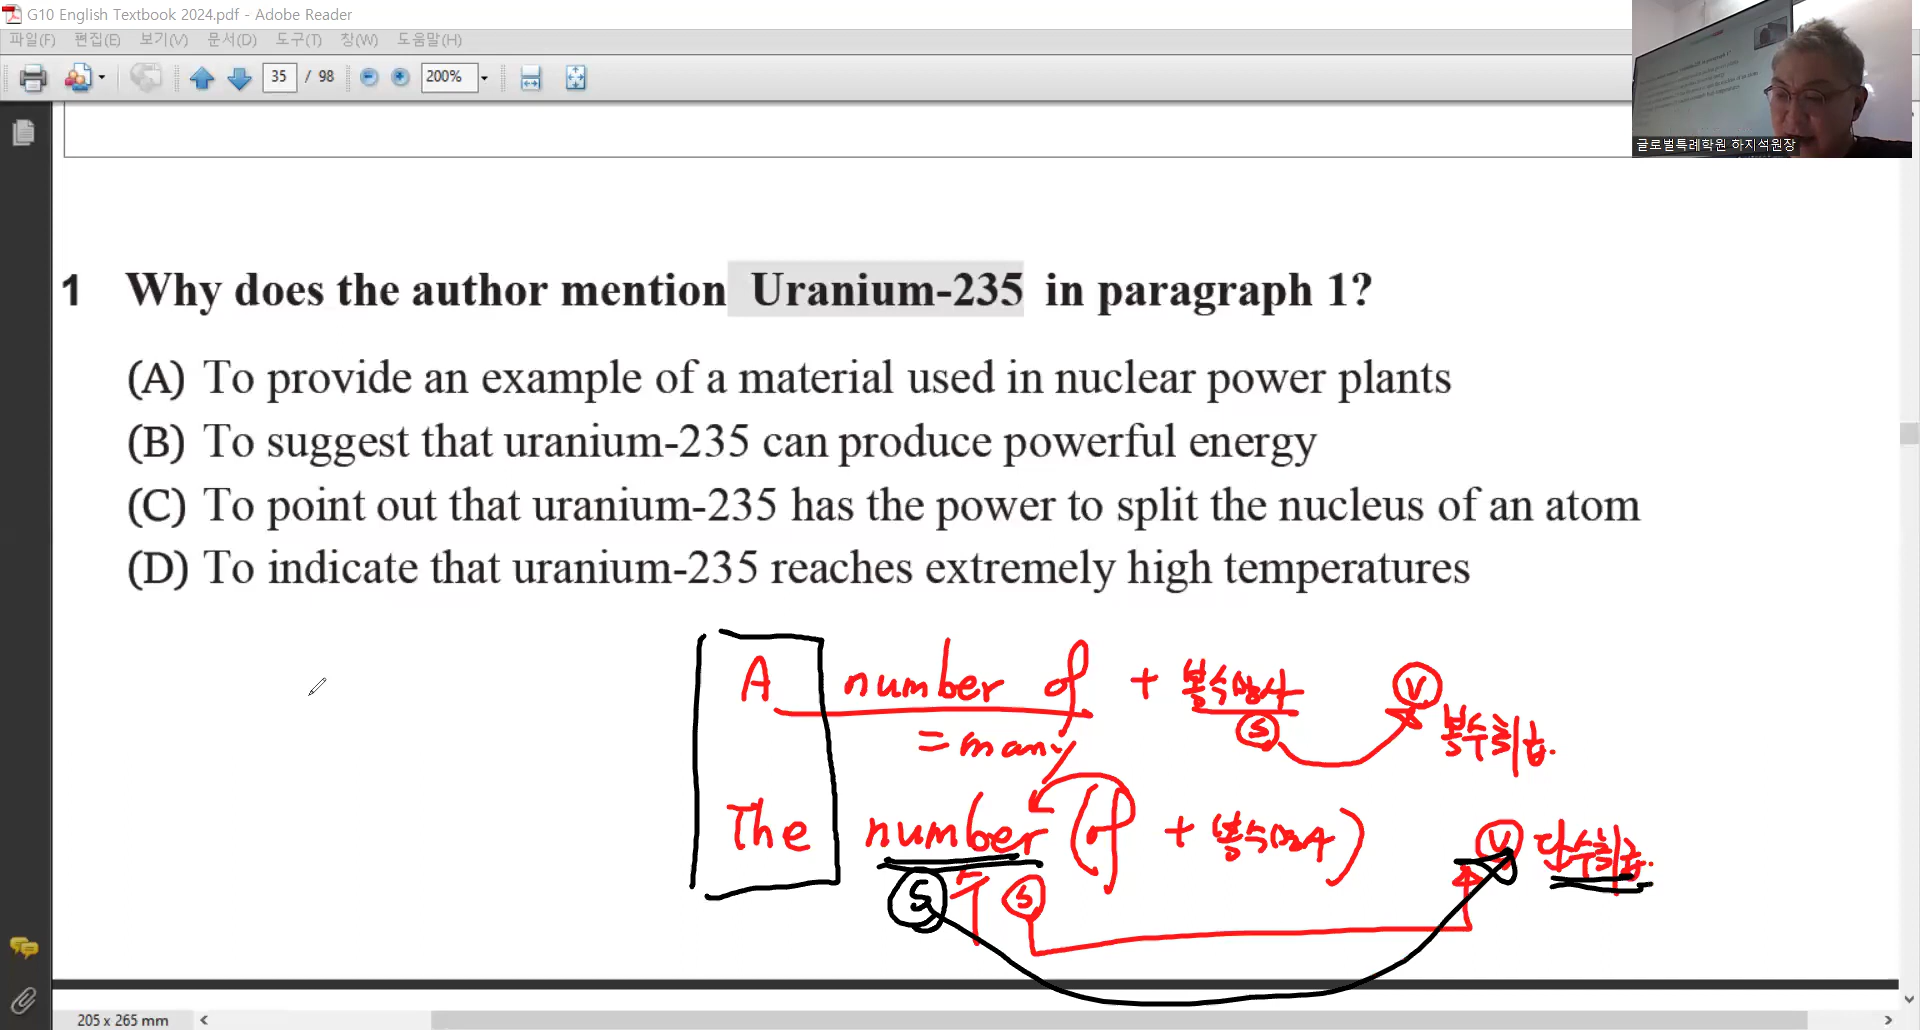 G10 English Textbook 2024.pdf - Adobe Reader
파일(F) 편집(E) 보기(V) 문서(D) 도구(T) 창(W) 도움말(H)
35 / 98 200%
글로벌특례학원 하지석원장
1 Why does the author mention Uranium-235 in paragraph 1?
(A) To provide an example of a material used in nuclear power plants
(B) To suggest that uranium-235 can produce powerful energy
(C) To point out that uranium-235 has the power to split the nucleus of an atom
(D) To indicate that uranium-235 reaches extremely high temperatures
A number of + 복수명사 V
= many S 복수취급.
The number (of + 복수명사) V 단수취급.
S 주 S
205 x 265 mm